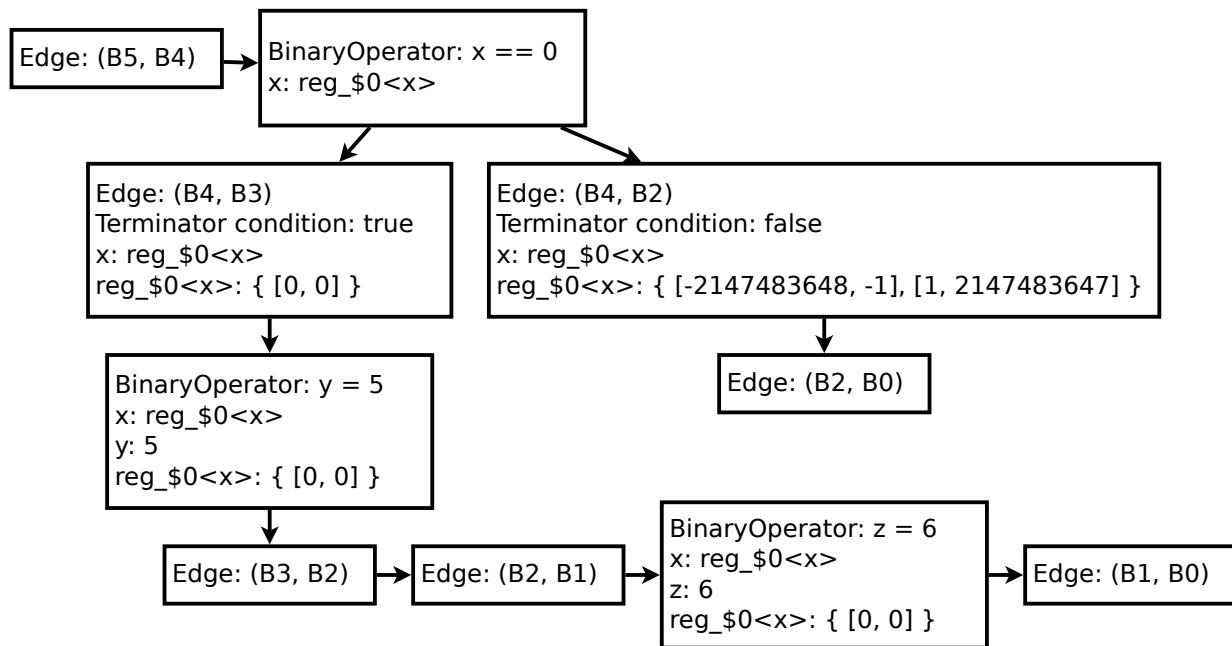 Edge: (B5, B4)
BinaryOperator: x == 0
x: reg_$0<x>
Edge: (B4, B3)
Terminator condition: true
x: reg_$0<x>
reg_$0<x>: { [0, 0] }
Edge: (B4, B2)
Terminator condition: false
x: reg_$0<x>
reg_$0<x>: { [-2147483648, -1], [1, 2147483647] }
BinaryOperator: y = 5
x: reg_$0<x>
y: 5
reg_$0<x>: { [0, 0] }
Edge: (B2, B0)
Edge: (B3, B2)
Edge: (B2, B1)
BinaryOperator: z = 6
x: reg_$0<x>
z: 6
reg_$0<x>: { [0, 0] }
Edge: (B1, B0)